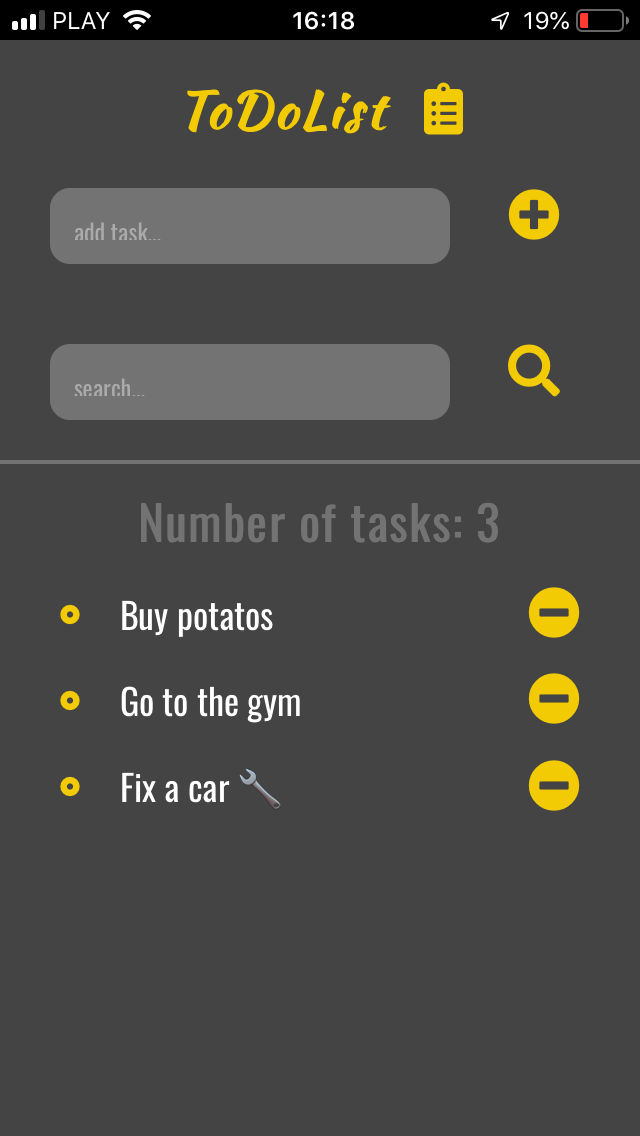 PLAY 16:18 19%
ToDoList
add task...
search...
Number of tasks: 3
Buy potatos
Go to the gym
Fix a car 🔧